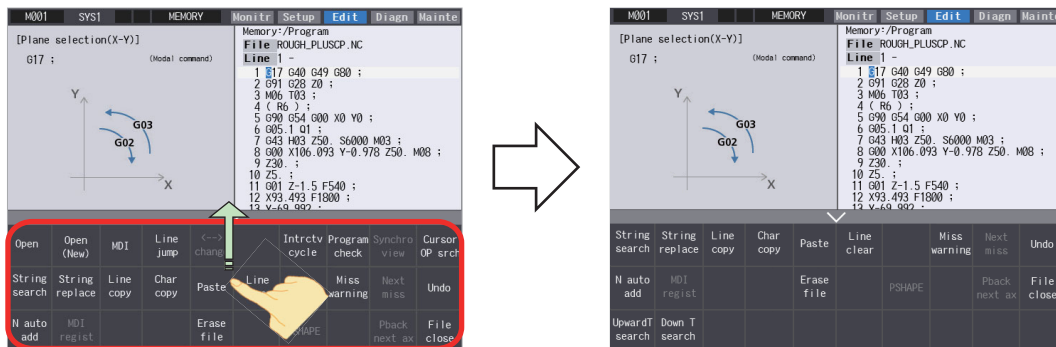 M001 SYS1 MEMORY Monitr Setup Edit Diagn Mainte
[Plane selection(X-Y)]
G17 ; (Modal command)
Y
G03
G02
X
Memory:/Program
File ROUGH_PLUSCP.NC
Line 1 -
1 G17 G40 G49 G80 ;
2 G91 G28 Z0 ;
3 M06 T03 ;
4 ( R6 ) ;
5 G90 G54 G00 X0 Y0 ;
6 G05.1 Q1 ;
7 G43 H03 Z50. S6000 M03 ;
8 G00 X106.093 Y-0.978 Z50. M08 ;
9 Z30. ;
10 Z5. ;
11 G01 Z-1.5 F540 ;
12 X93.493 F1800 ;
13 Y-69.992 ;
Open Open (New) MDI Line jump <--> chang Intrctv cycle Program check Synchro view Cursor OP srch
String search String replace Line copy Char copy Paste Line Miss warning Next miss Undo
N auto add MDI regist Erase file HAPE Pback next ax File close
M001 SYS1 MEMORY Monitr Setup Edit Diagn Mainte
[Plane selection(X-Y)]
G17 ; (Modal command)
Y
G03
G02
X
Memory:/Program
File ROUGH_PLUSCP.NC
Line 1 -
1 G17 G40 G49 G80 ;
2 G91 G28 Z0 ;
3 M06 T03 ;
4 ( R6 ) ;
5 G90 G54 G00 X0 Y0 ;
6 G05.1 Q1 ;
7 G43 H03 Z50. S6000 M03 ;
8 G00 X106.093 Y-0.978 Z50. M08 ;
9 Z30. ;
10 Z5. ;
11 G01 Z-1.5 F540 ;
12 X93.493 F1800 ;
13 Y-69.992 ;
String search String replace Line copy Char copy Paste Line clear Miss warning Next miss Undo
N auto add MDI regist Erase file PSHAPE Pback next ax File close
UpwardT search Down T search